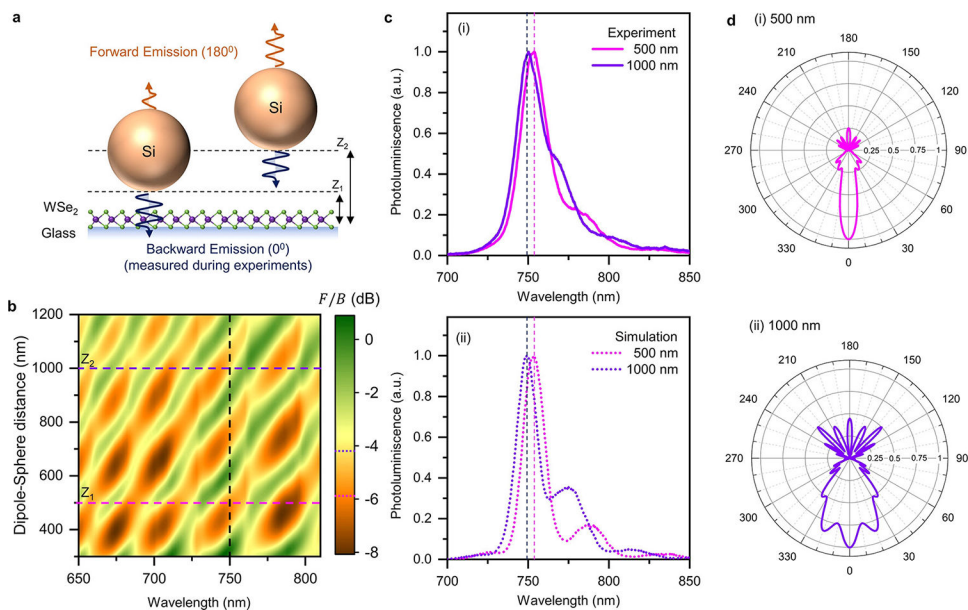 a
Forward Emission (180⁰)
Si
Si
Z₂
Z₁
WSe₂
Glass
Backward Emission (0⁰)
(measured during experiments)
b
F/B (dB)
Dipole-Sphere distance (nm)
1200
1000
800
600
400
Z₂
Z₁
650
700
750
800
Wavelength (nm)
0
-2
-4
-6
-8
c
(i)
Experiment
500 nm
1000 nm
Photoluminiscence (a.u.)
1.0
0.8
0.6
0.4
0.2
0.0
700
750
800
850
Wavelength (nm)
(ii)
Simulation
500 nm
1000 nm
Photoluminiscence (a.u.)
1.0
0.8
0.6
0.4
0.2
0.0
700
750
800
850
Wavelength (nm)
d
(i) 500 nm
180
210
150
240
120
270
0.25
0.5
0.75
1
90
300
60
330
30
0
(ii) 1000 nm
180
210
150
240
120
270
0.25
0.5
0.75
1
90
300
60
330
30
0